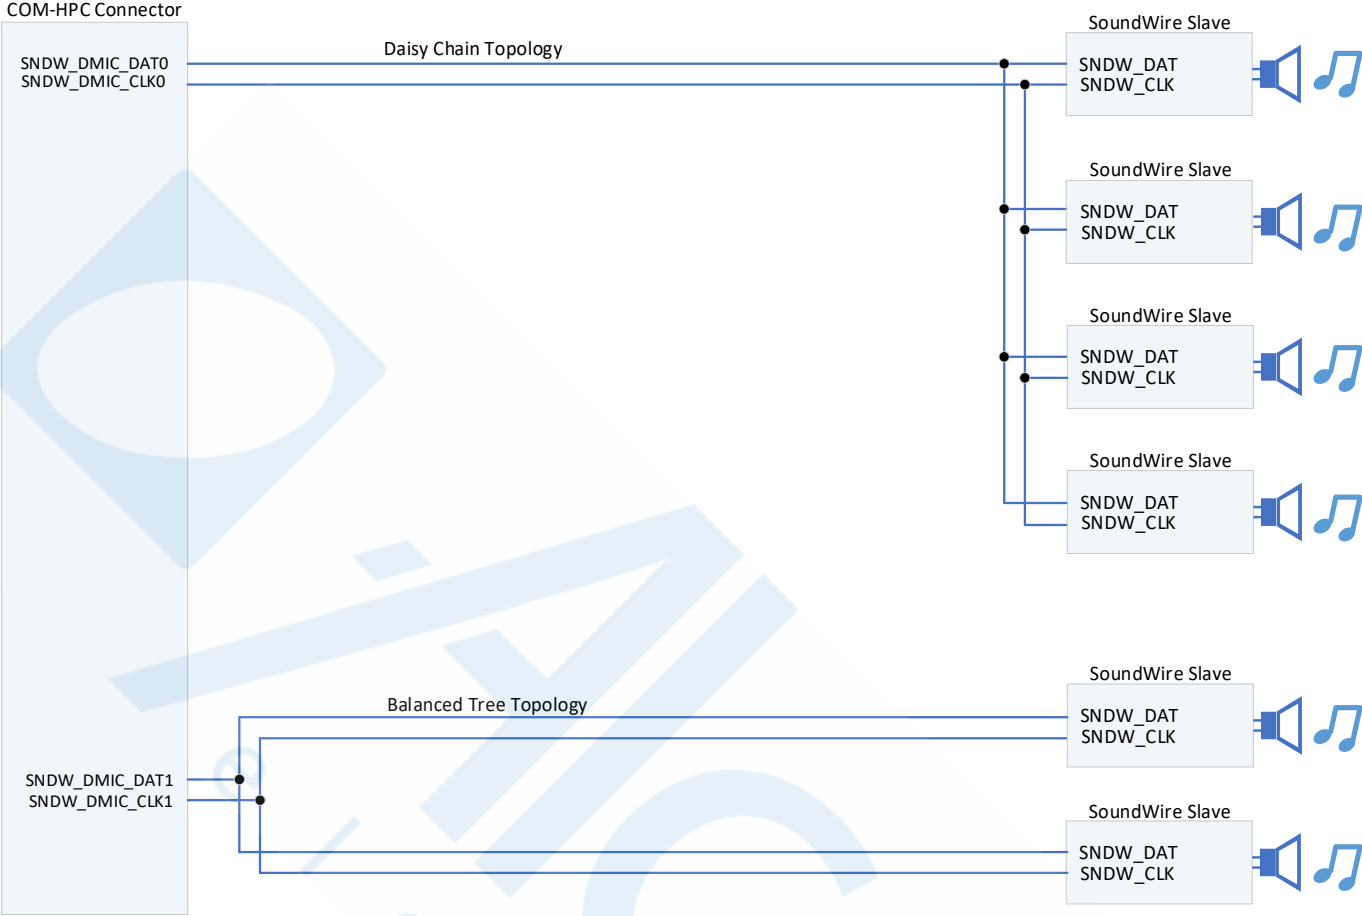 COM-HPC Connector
SoundWire Slave
Daisy Chain Topology
SNDW_DMIC_DAT0
SNDW_DMIC_CLK0
SNDW_DAT
SNDW_CLK
SoundWire Slave
SNDW_DAT
SNDW_CLK
SoundWire Slave
SNDW_DAT
SNDW_CLK
SoundWire Slave
SNDW_DAT
SNDW_CLK
SoundWire Slave
Balanced Tree Topology
SNDW_DAT
SNDW_CLK
SNDW_DMIC_DAT1
SNDW_DMIC_CLK1
SoundWire Slave
SNDW_DAT
SNDW_CLK